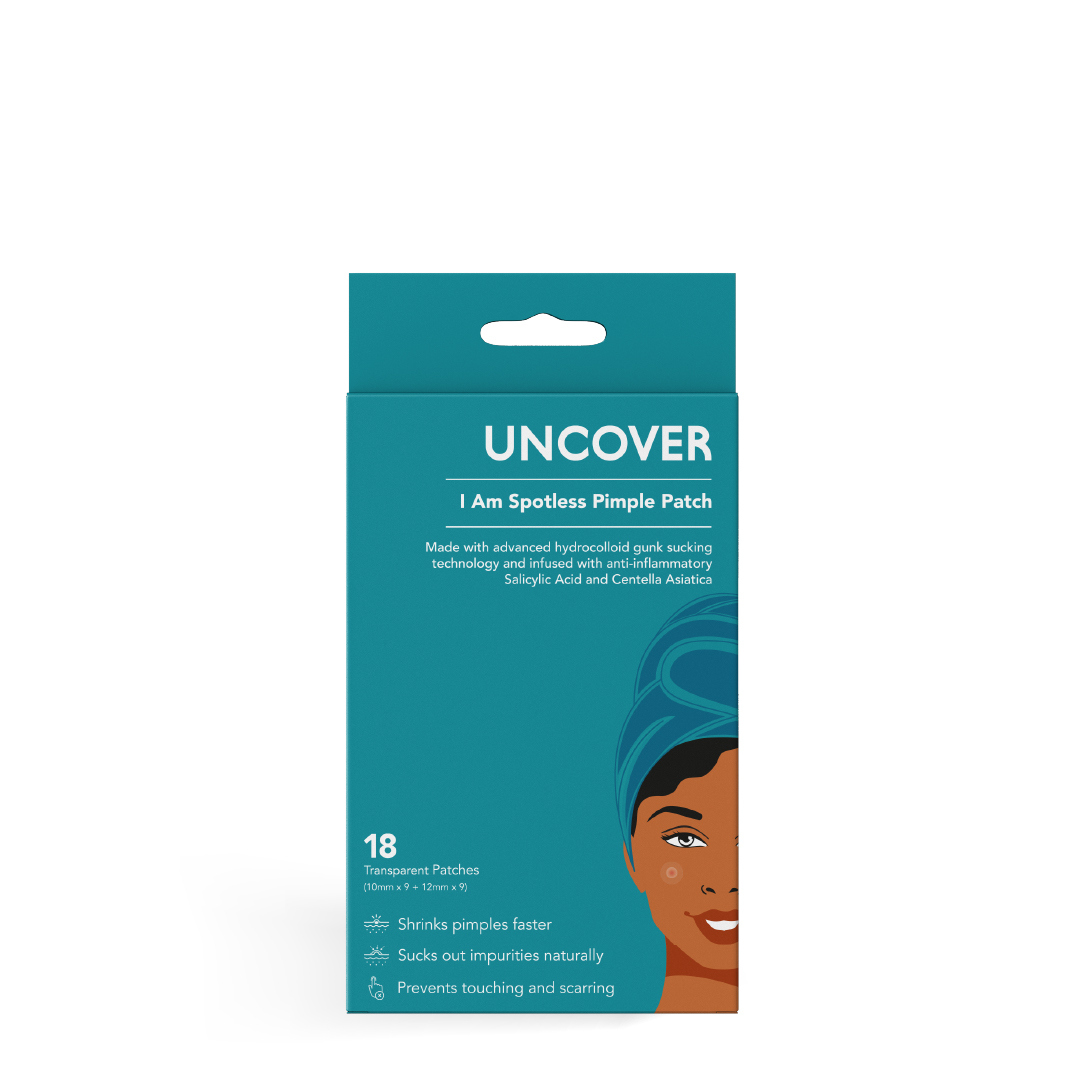 UNCOVER
I Am Spotless Pimple Patch
Made with advanced hydrocolloid gunk sucking
technology and infused with anti-inflammatory
Salicylic Acid and Centella Asiatica
18
Transparent Patches
(10mm x 9 + 12mm x 9)
Shrinks pimples faster
Sucks out impurities naturally
Prevents touching and scarring